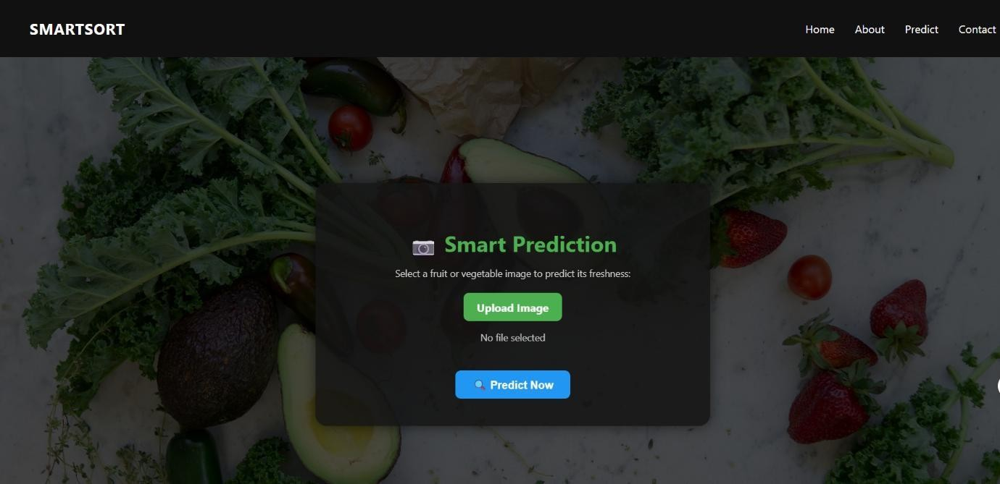 SMARTSORT
Home About Predict Contact
Smart Prediction
Select a fruit or vegetable image to predict its freshness:
Upload Image
No file selected
Predict Now